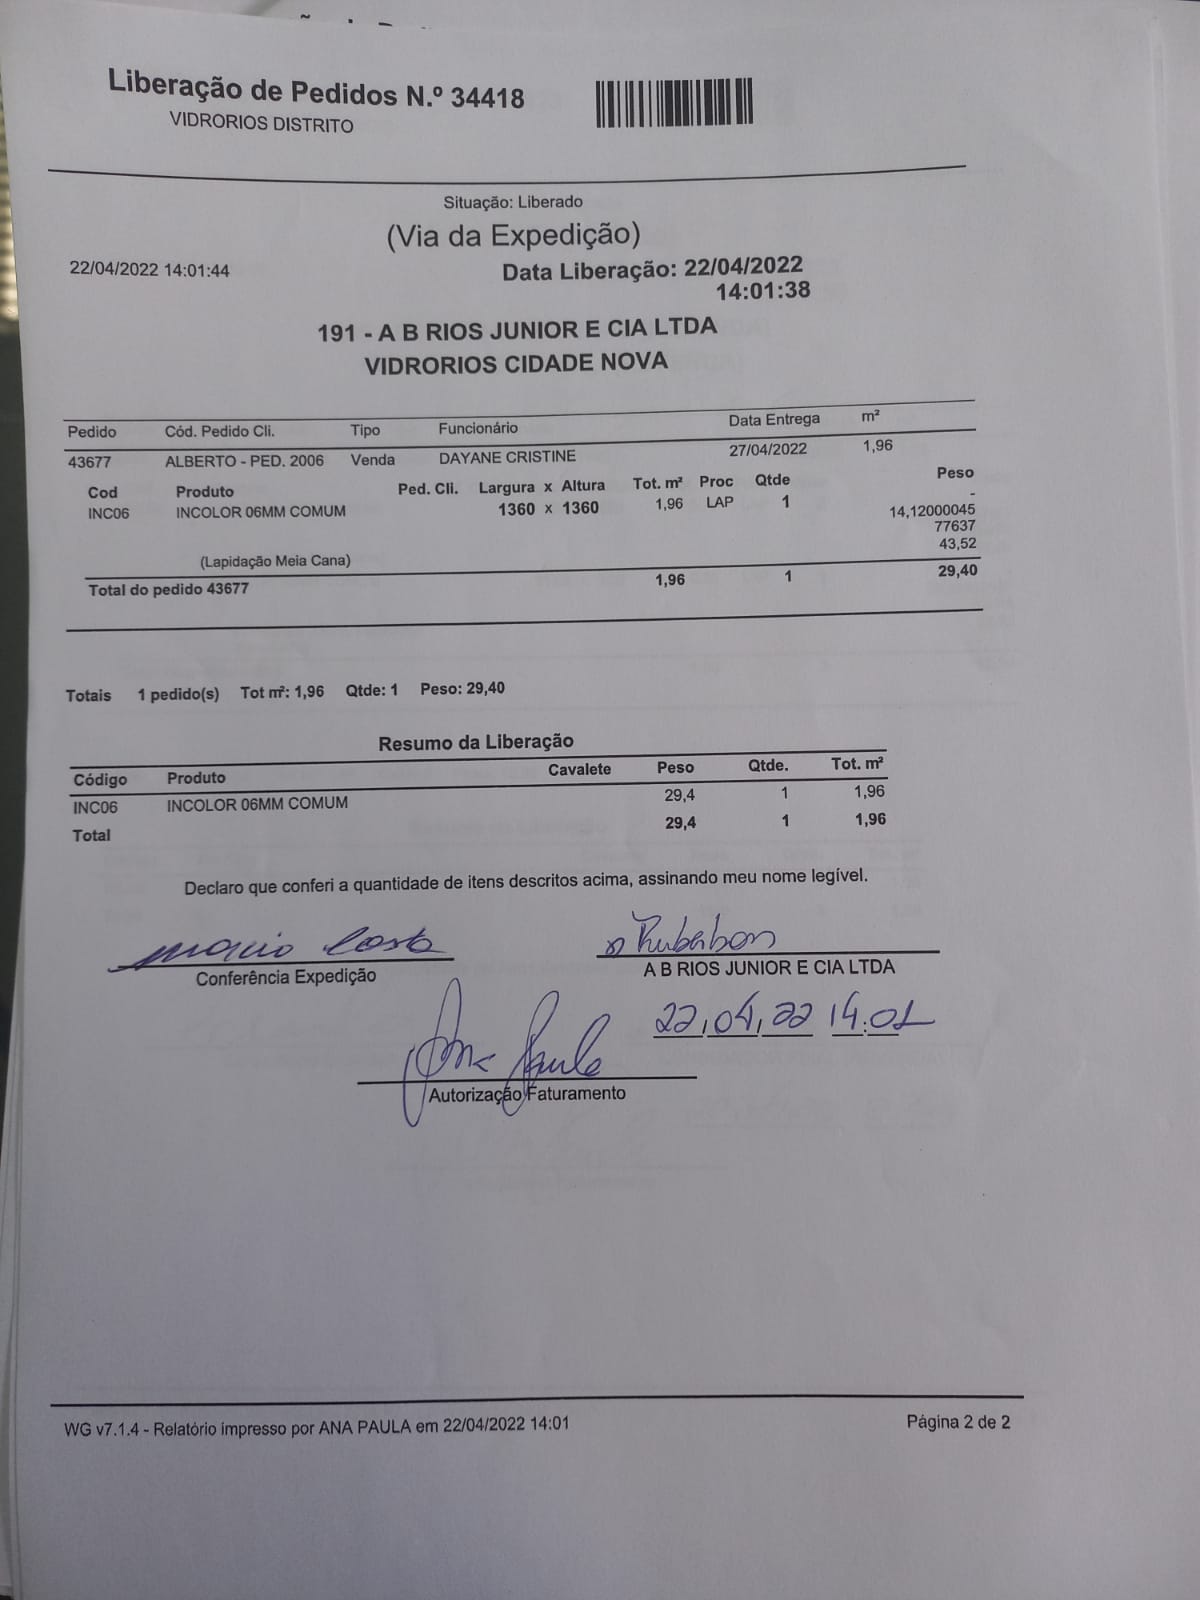 Liberação de Pedidos N.º 34418
VIDRORIOS DISTRITO
Situação: Liberado
(Via da Expedição)
22/04/2022 14:01:44
Data Liberação: 22/04/2022
14:01:38
191 - A B RIOS JUNIOR E CIA LTDA
VIDRORIOS CIDADE NOVA
Pedido Cód. Pedido Cli. Tipo Funcionário Data Entrega m²
43677 ALBERTO - PED. 2006 Venda DAYANE CRISTINE 27/04/2022 1,96
Cod Produto Ped. Cli. Largura x Altura Tot. m² Proc Qtde Peso
INC06 INCOLOR 06MM COMUM 1360 x 1360 1,96 LAP 1 -
14,12000045
77637
43,52
(Lapidação Meia Cana)
Total do pedido 43677 1,96 1 29,40
Totais 1 pedido(s) Tot m²: 1,96 Qtde: 1 Peso: 29,40
Resumo da Liberação
Código Produto Cavalete Peso Qtde. Tot. m²
INC06 INCOLOR 06MM COMUM 29,4 1 1,96
Total 29,4 1 1,96
Declaro que conferi a quantidade de itens descritos acima, assinando meu nome legível.
marcio Costa
Conferência Expedição
A B RIOS JUNIOR E CIA LTDA
22,04,22 14:01
Ana Paula
Autorização Faturamento
WG v7.1.4 - Relatório impresso por ANA PAULA em 22/04/2022 14:01
Página 2 de 2